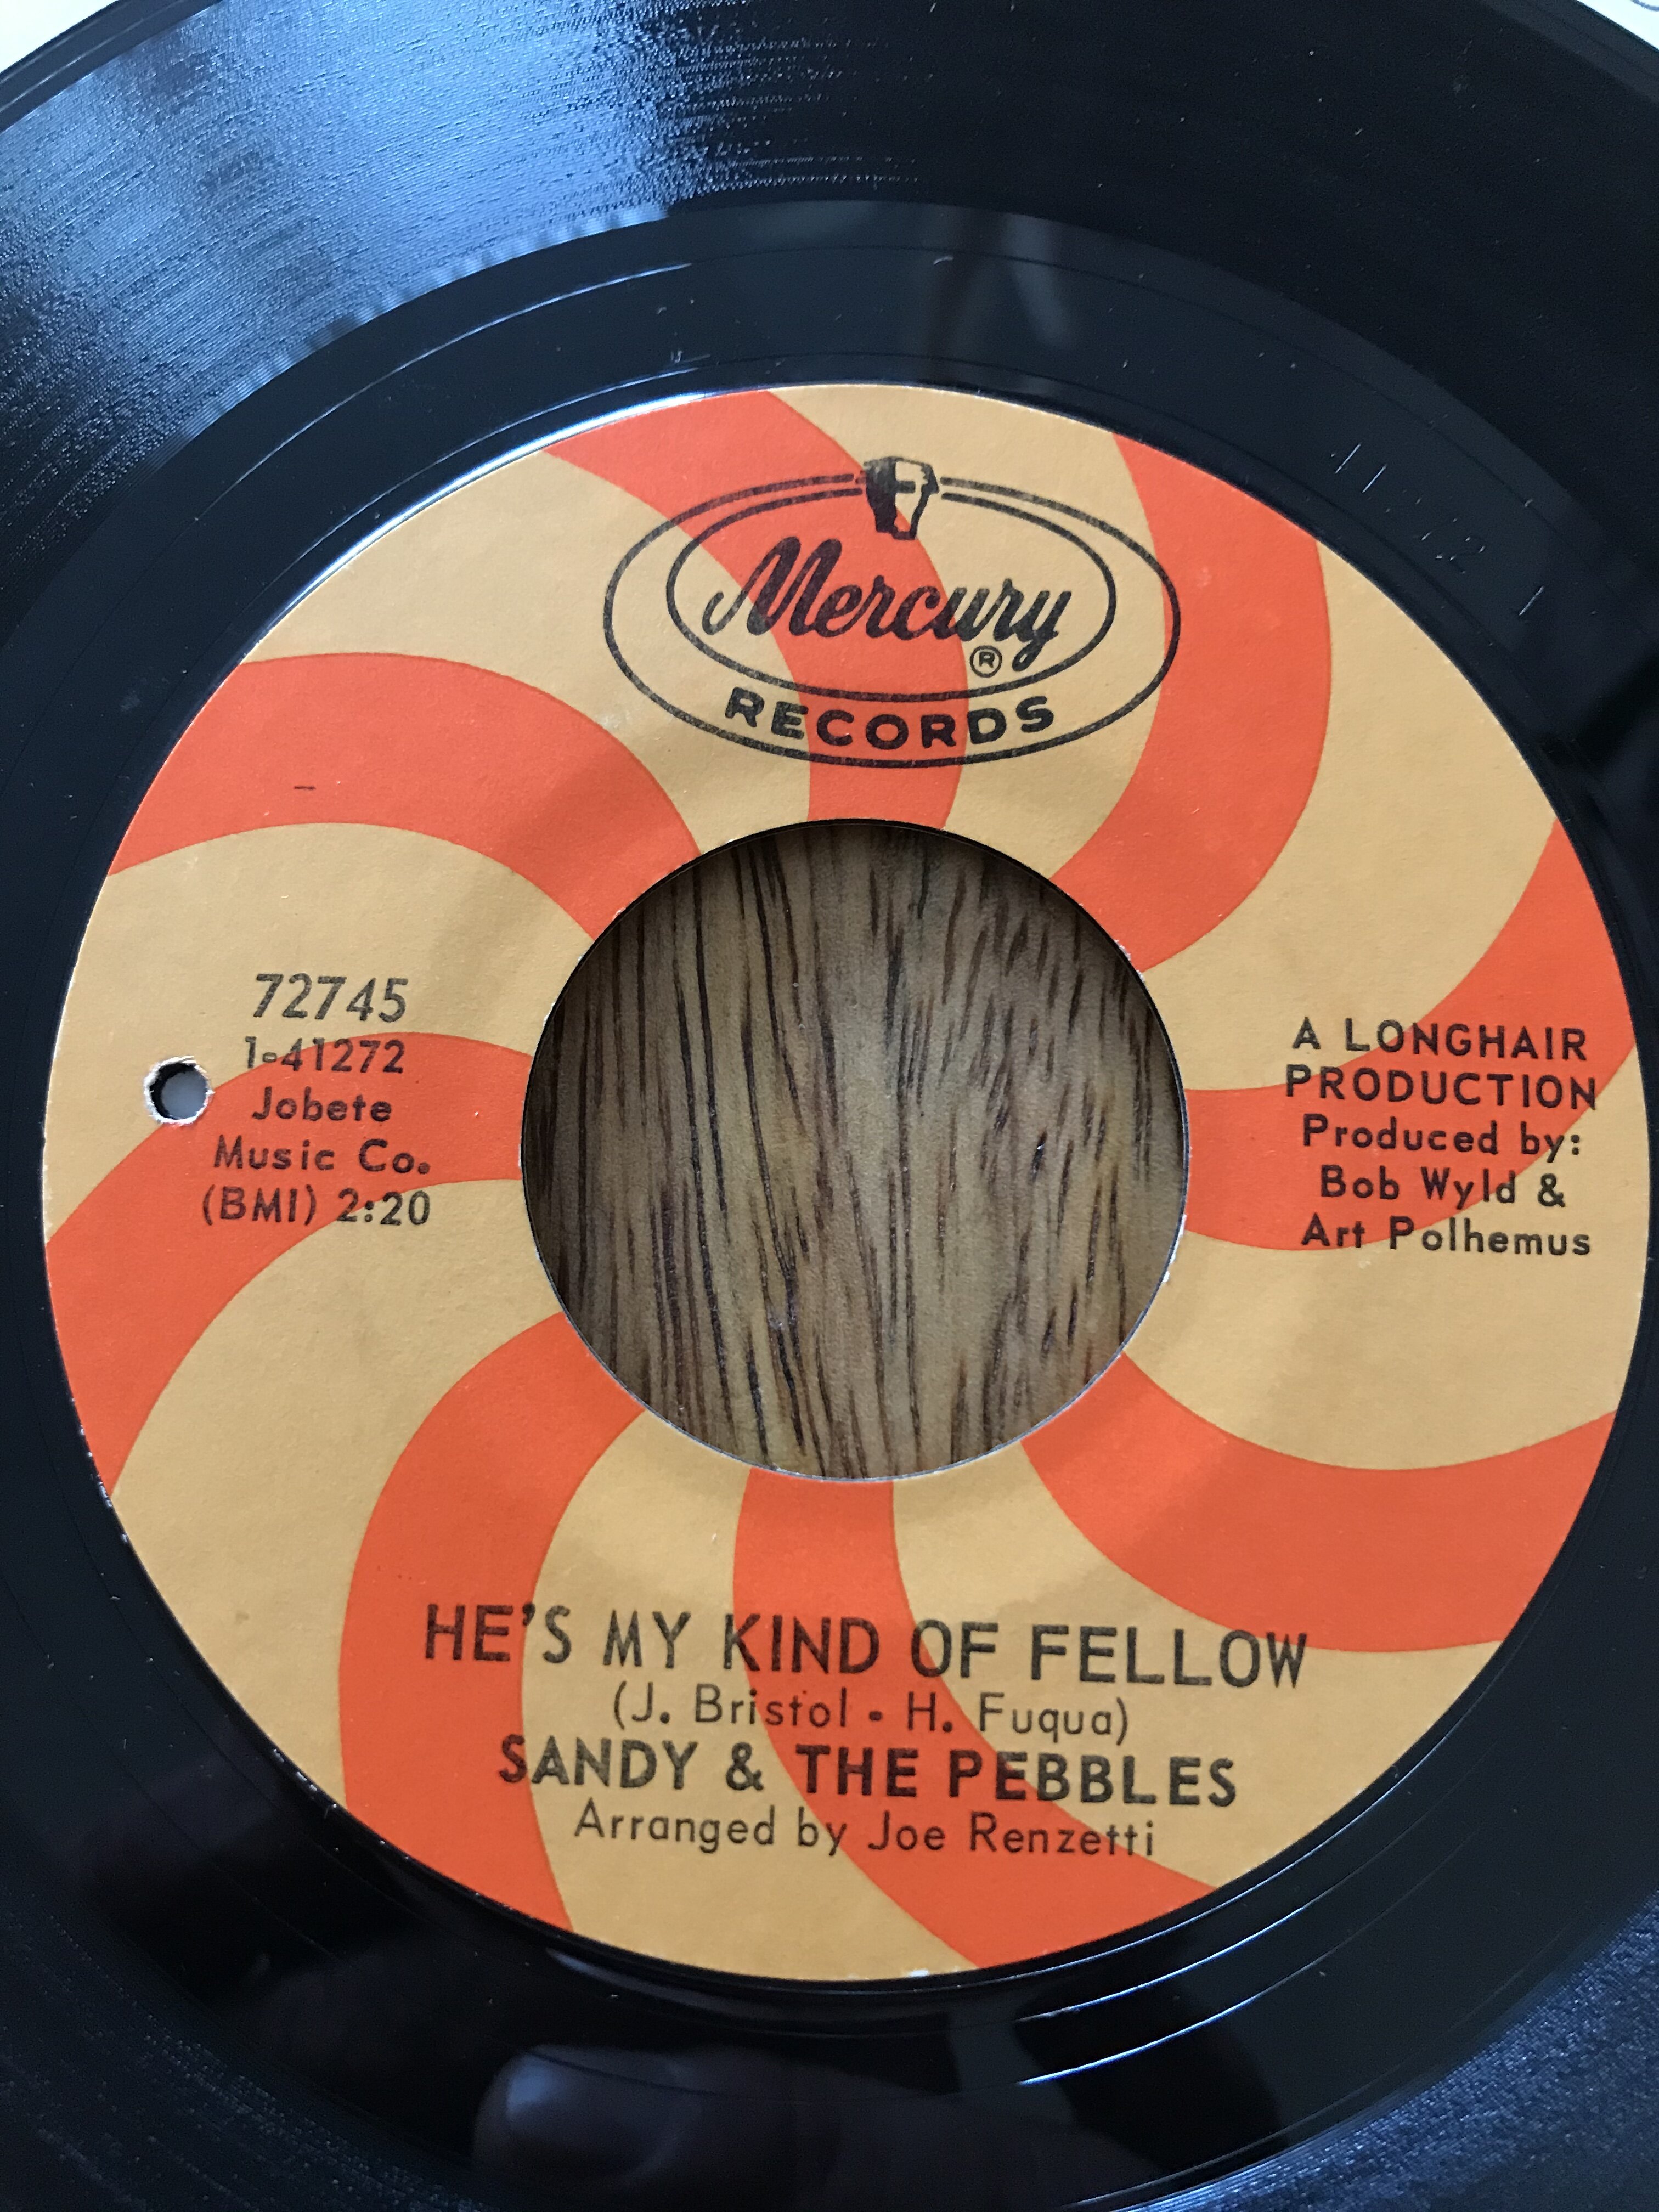 Mercury
®
RECORDS
72745
1-41272
Jobete
Music Co.
(BMI) 2:20
A LONGHAIR
PRODUCTION
Produced by:
Bob Wyld &
Art Polhemus
HE'S MY KIND OF FELLOW
(J. Bristol - H. Fuqua)
SANDY & THE PEBBLES
Arranged by Joe Renzetti